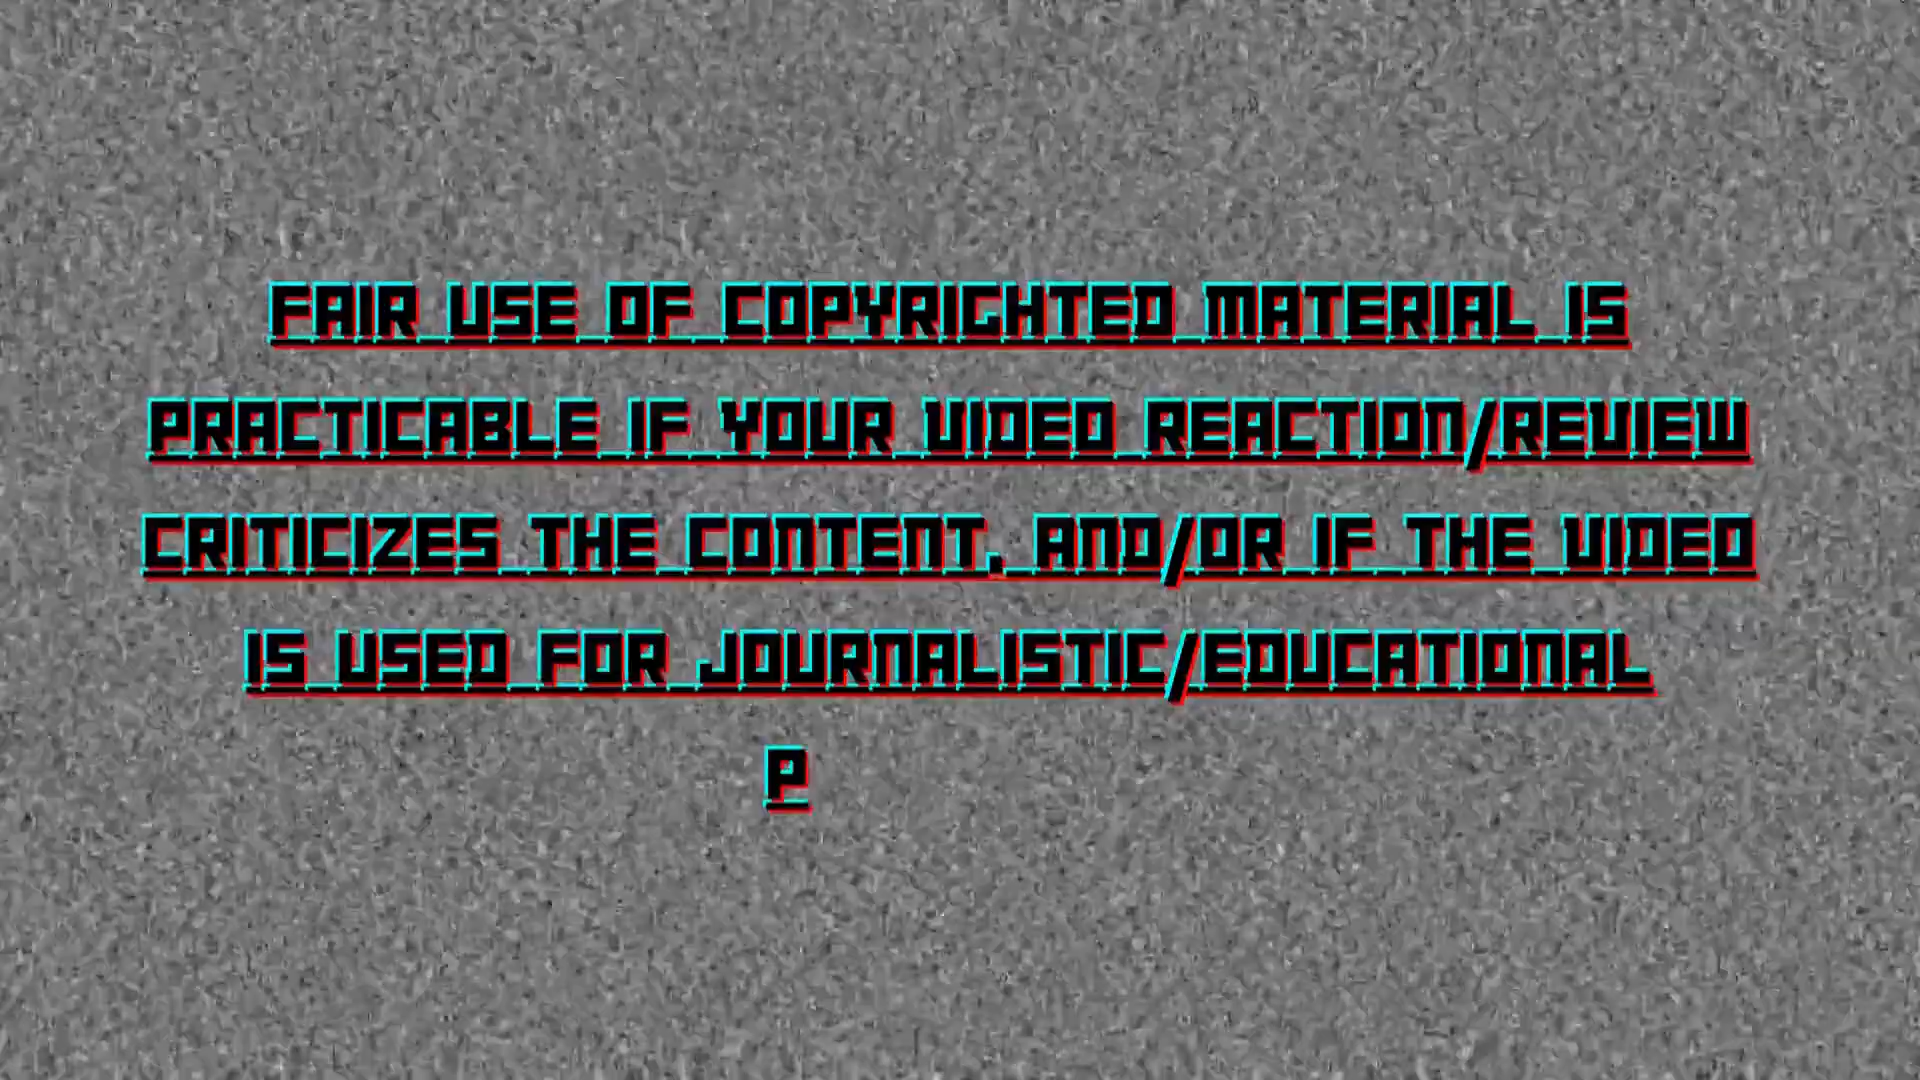 FAIR USE OF COPYRIGHTED MATERIAL IS
PRACTICABLE IF YOUR VIDEO REACTION/REVIEW
CRITICIZES THE CONTENT, AND/OR IF THE VIDEO
IS USED FOR JOURNALISTIC/EDUCATIONAL
P